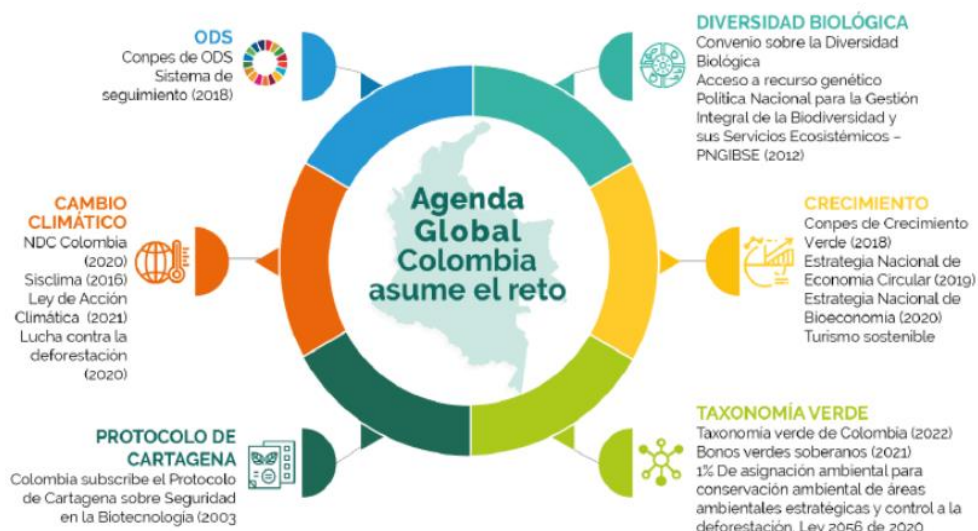 ODS
Conpes de ODS
Sistema de
seguimiento (2018)
DIVERSIDAD BIOLÓGICA
Convenio sobre la Diversidad
Biológica
Acceso a recurso genético
Política Nacional para la Gestión
Integral de la Biodiversidad y
sus Servicios Ecosistémicos –
PNGIBSE (2012)
CAMBIO
CLIMÁTICO
NDC Colombia
(2020)
Sisclima (2016)
Ley de Acción
Climática (2021)
Lucha contra la
deforestación
(2020)
Agenda
Global
Colombia
asume el reto
CRECIMIENTO
Conpes de Crecimiento
Verde (2018)
Estrategia Nacional de
Economía Circular (2019)
Estrategia Nacional de
Bioeconomía (2020)
Turismo sostenible
PROTOCOLO DE
CARTAGENA
Colombia subscribe el Protocolo
de Cartagena sobre Seguridad
en la Biotecnología (2003
TAXONOMÍA VERDE
Taxonomía verde de Colombia (2022)
Bonos verdes soberanos (2021)
1% De asignación ambiental para
conservación ambiental de áreas
ambientales estratégicas y control a la
deforestación. Ley 2056 de 2020